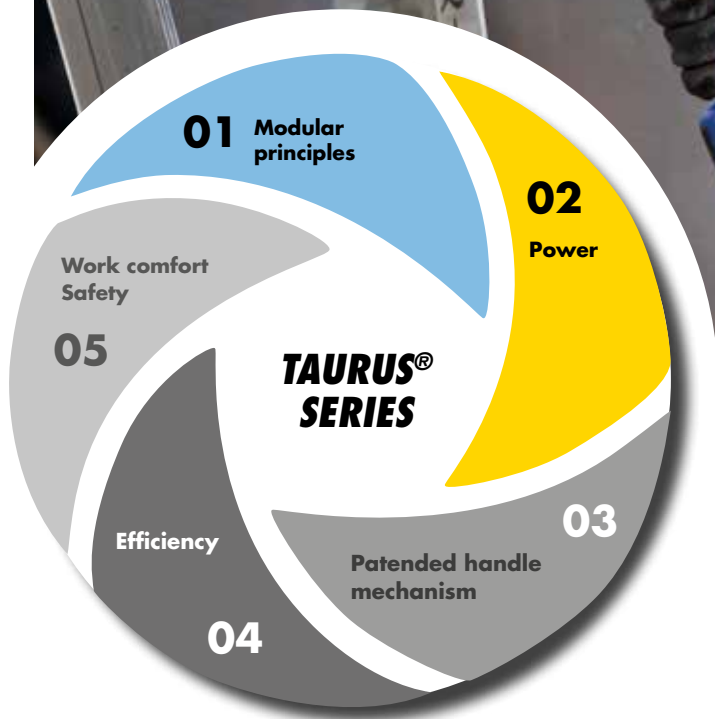 01 Modular
principles
02
Power
03
Patended handle
mechanism
Efficiency
04
Work comfort
Safety
05
TAURUS®
SERIES